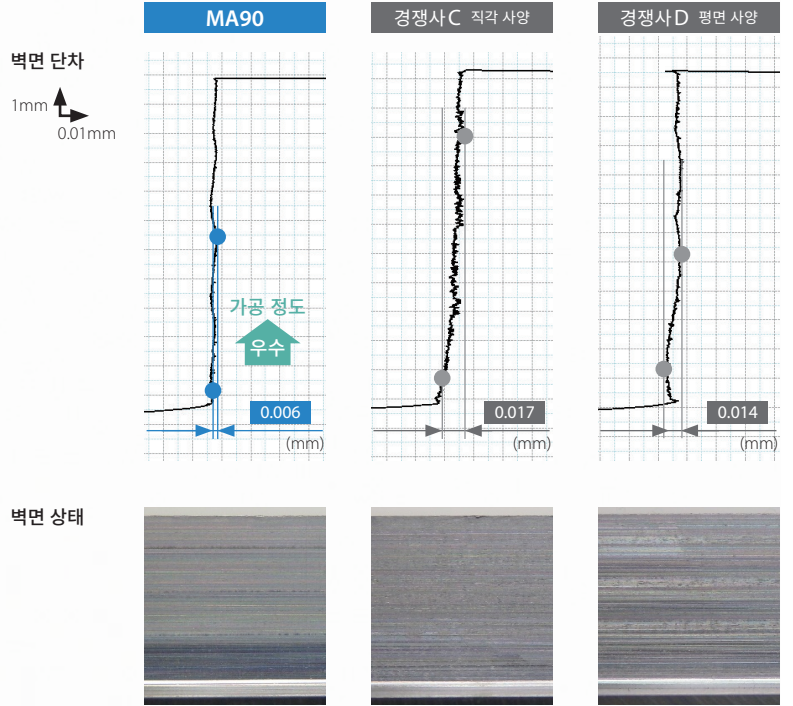 MA90
경쟁사C 직각 사양
경쟁사D 평면 사양
벽면 단차
1mm
0.01mm
가공 정도
우수
0.006
(mm)
0.017
(mm)
0.014
(mm)
벽면 상태